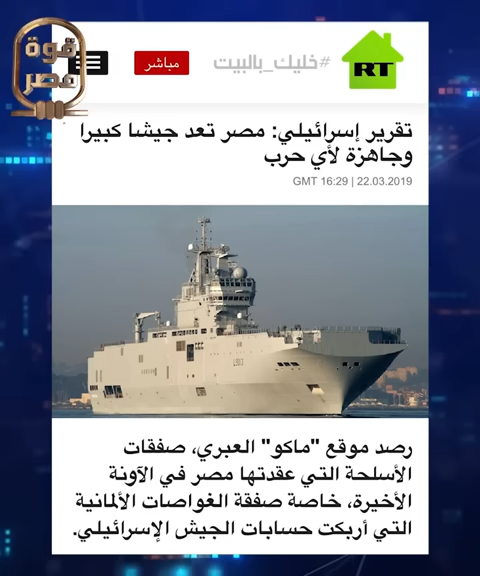 قوة
مصر
مباشر
#خليك_بالبيت
RT
تقرير إسرائيلي: مصر تعد جيشا كبيرا
وجاهزة لأي حرب
22.03.2019 | 16:29 GMT
رصد موقع "ماكو" العبري، صفقات
الأسلحة التي عقدتها مصر في الآونة
الأخيرة، خاصة صفقة الغواصات الألمانية
التي أربكت حسابات الجيش الإسرائيلي.